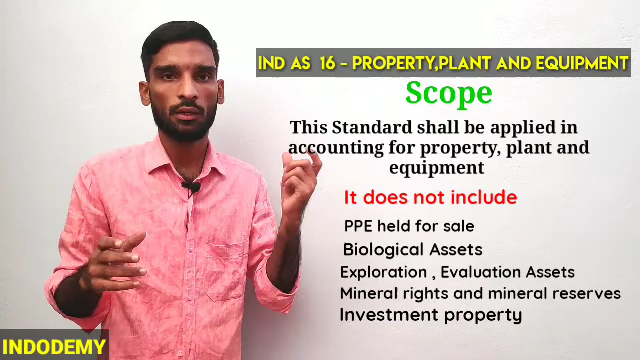 IND AS 16 - PROPERTY,PLANT AND EQUIPMENT
Scope
This Standard shall be applied in
accounting for property, plant and
equipment
It does not include
PPE held for sale
Biological Assets
Exploration , Evaluation Assets
Mineral rights and mineral reserves
Investment property
INDODEMY